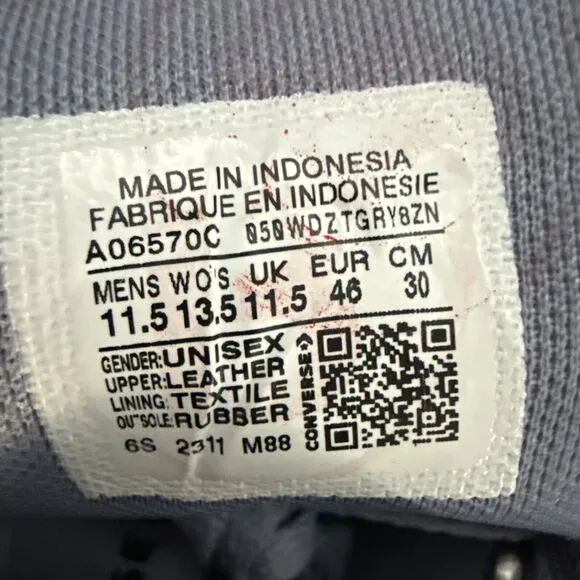 MADE IN INDONESIA
FABRIQUE EN INDONESIE
A06570C 050WDZTGRY8ZN
MENS WO'S UK EUR CM
11.5 13.5 11.5 46 30
GENDER: UNISEX
UPPER: LEATHER
LINING: TEXTILE
OUTSOLE: RUBBER
6S 2311 M88
CONVERSE